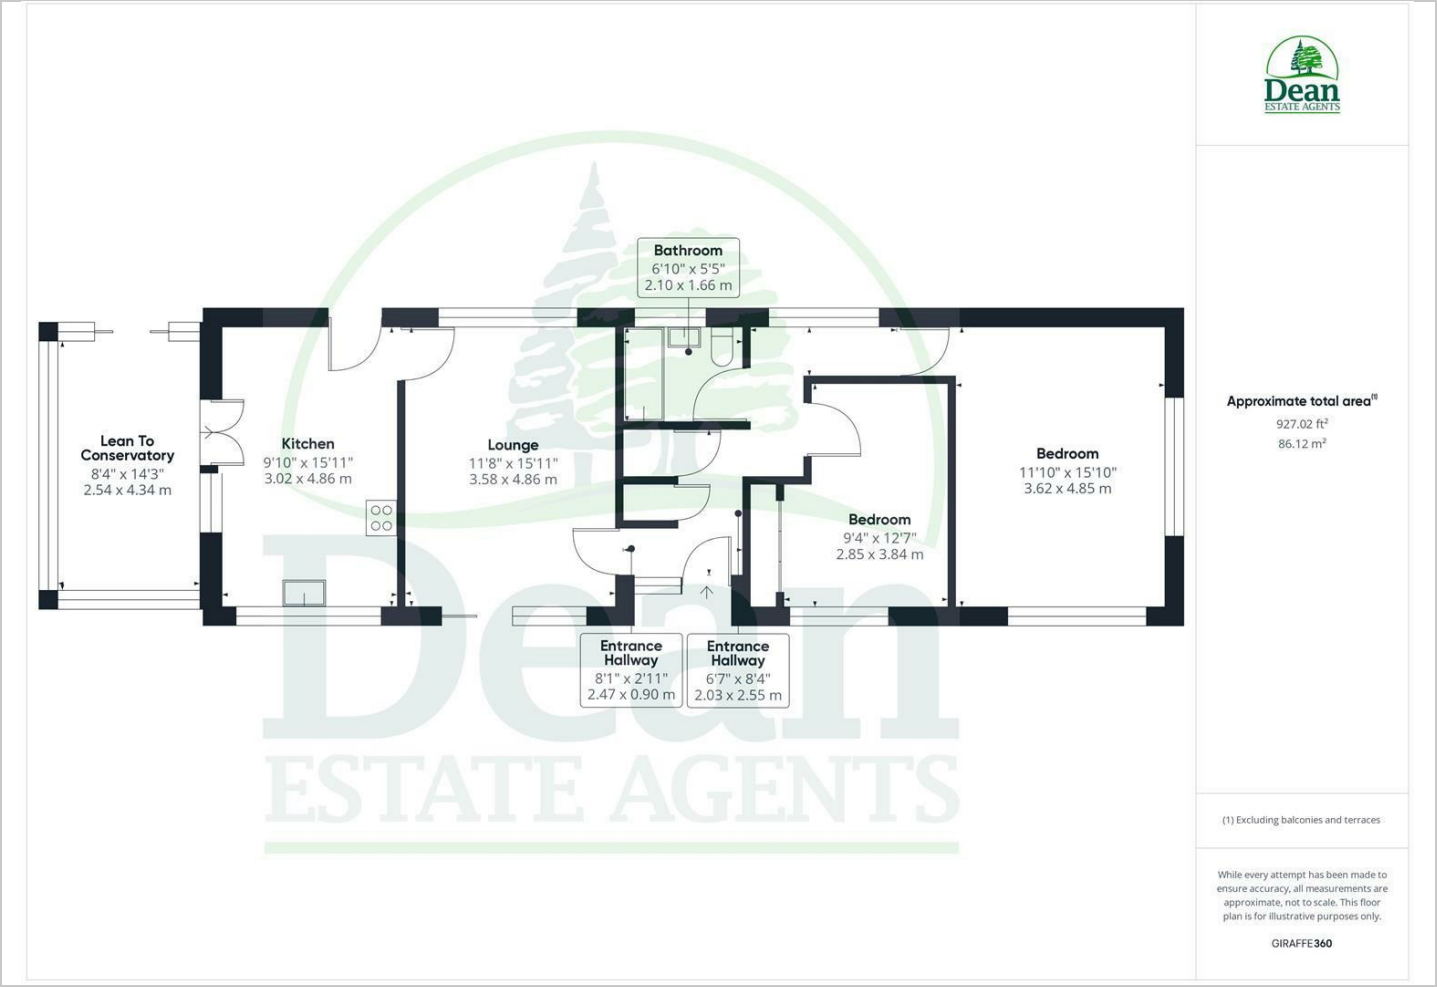 Dean
ESTATE AGENTS
Bathroom
6'10" x 5'5"
2.10 x 1.66 m
Lean To
Conservatory
8'4" x 14'3"
2.54 x 4.34 m
Kitchen
9'10" x 15'11"
3.02 x 4.86 m
Lounge
11'8" x 15'11"
3.58 x 4.86 m
Bedroom
9'4" x 12'7"
2.85 x 3.84 m
Bedroom
11'10" x 15'10"
3.62 x 4.85 m
Entrance
Hallway
8'1" x 2'11"
2.47 x 0.90 m
Entrance
Hallway
6'7" x 8'4"
2.03 x 2.55 m
Dean
ESTATE AGENTS
Approximate total area(1)
927.02 ft²
86.12 m²
(1) Excluding balconies and terraces
While every attempt has been made to
ensure accuracy, all measurements are
approximate, not to scale. This floor
plan is for illustrative purposes only.
GIRAFFE360